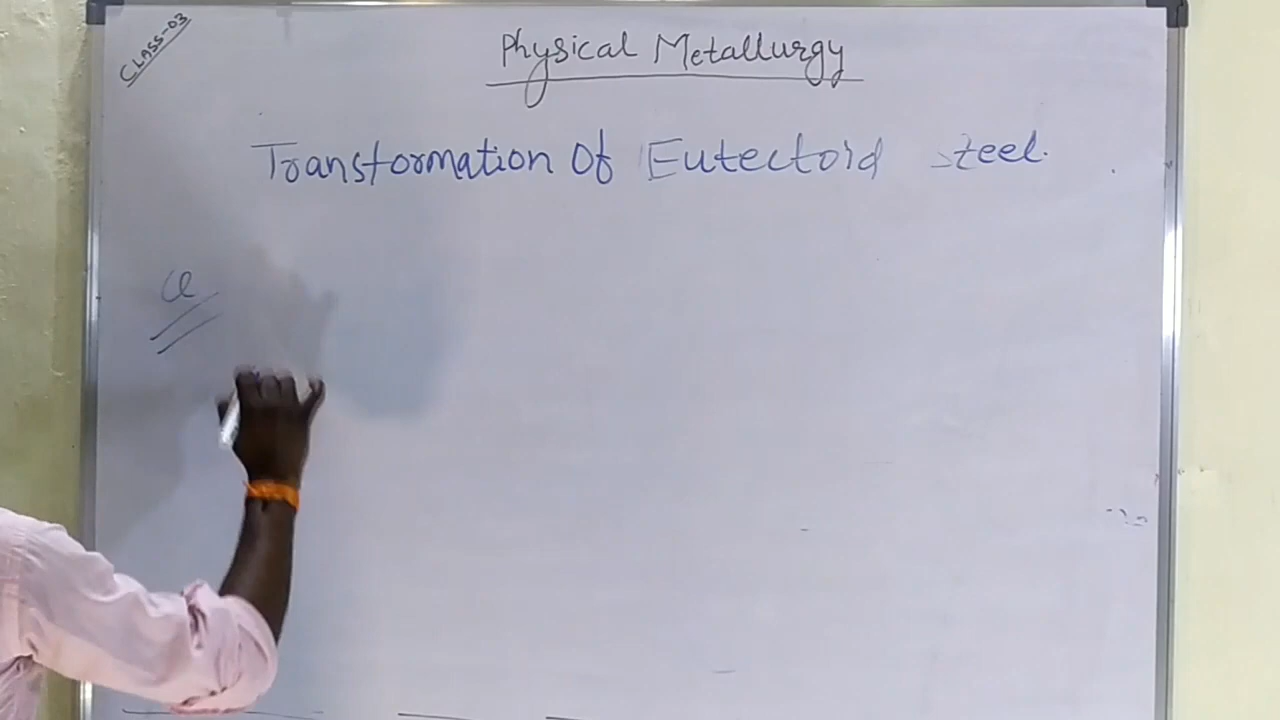 CLASS-03
Physical Metallurgy
Transformation Of Eutectoid steel.